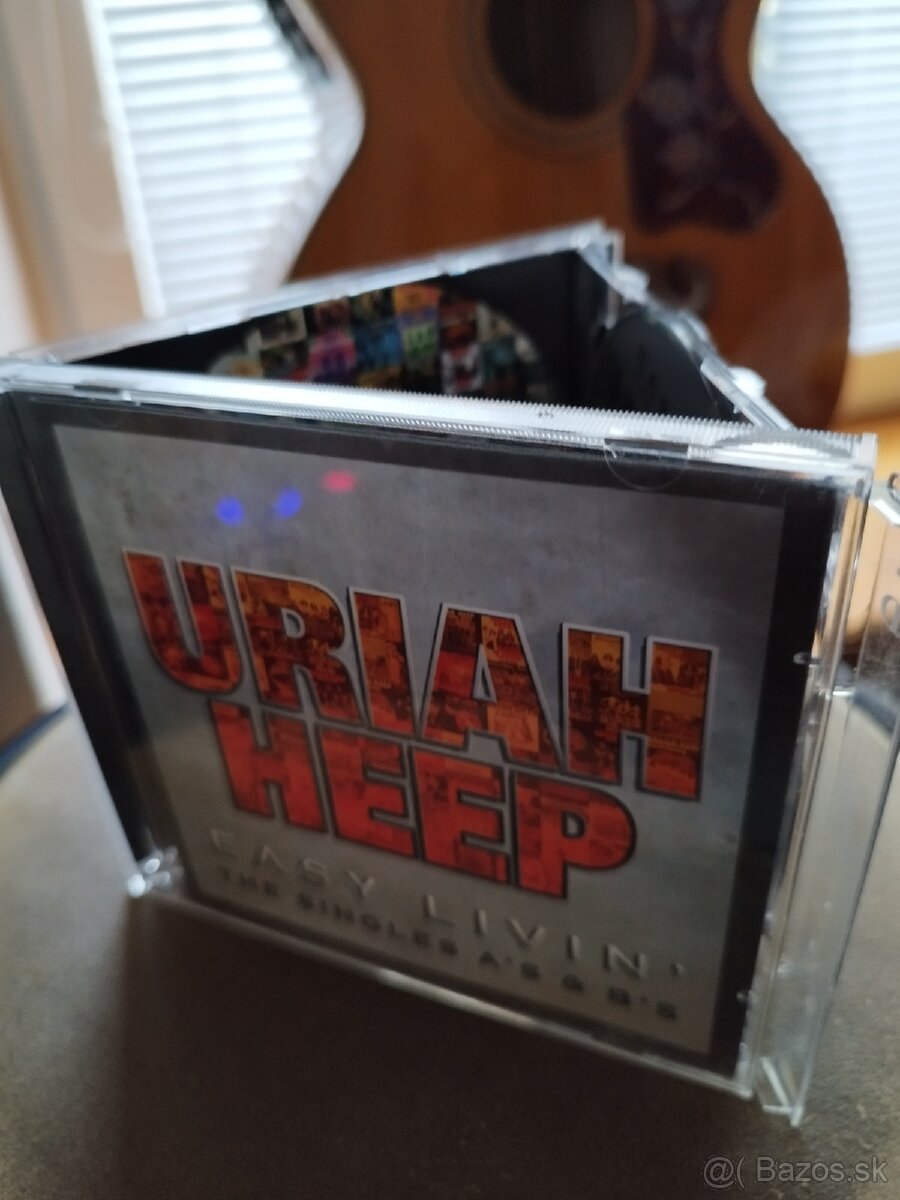 URIAH
HEEP
EASY LIVIN'
THE SINGLES A'S & B'S
@( Bazos.sk